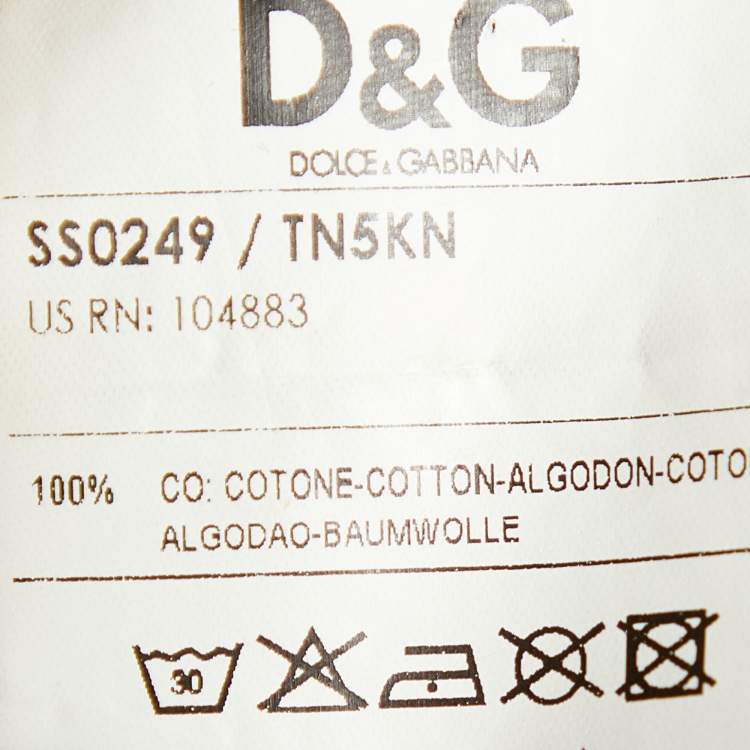 D&G
DOLCE & GABBANA
SS0249 / TN5KN
US RN: 104883
100% CO: COTONE-COTTON-ALGODON-COTO
ALGODAO-BAUMWOLLE
30